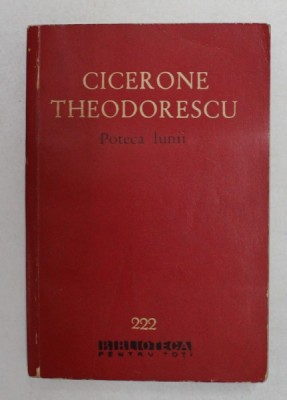 CICERONE
THEODORESCU
Poteca lunii
222
BIBLIOTECA
PENTRU TOȚI